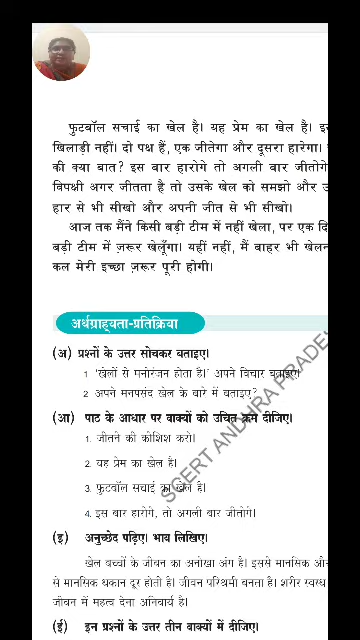 फुटबॉल सचाई का खेल है। यह प्रेम का खेल है।
खिलाड़ी नहीं। दो पक्ष हैं, एक जीतेगा और दूसरा हारेगा।
की क्या बात? इस बार हारोगे तो अगली बार जीतोगे
विपक्षी अगर जीतता है तो उसके खेल को समझो और
हार से भी सीखो और अपनी जीत से भी सीखो।
आज तक मैंने किसी बड़ी टीम में नहीं खेला, पर एक
बड़ी टीम में ज़रूर खेलूँगा। यहीं नहीं, मैं बाहर भी
कल मेरी इच्छा ज़रूर पूरी होगी।
अर्थग्राह्यता-प्रतिक्रिया
(अ) प्रश्नों के उत्तर सोचकर बताइए।
1 'खेलों से मनोरंजन होता है।' अपने विचार बताइए।
2 अपने मनपसंद खेल के बारे में बताइए?
(आ) पाठ के आधार पर वाक्यों को उचित क्रम दीजिए।
1. जीतने की कोशिश करो।
2. यह प्रेम का खेल है।
3. फुटबॉल सचाई का खेल है।
4. इस बार हारोगे, तो अगली बार जीतोगे।
SCERT ANDHRA PRADE
(इ) अनुच्छेद पढ़िए। भाव लिखिए।
खेल बच्चों के जीवन का अनोखा अंग है। इससे मानसिक
से मानसिक थकान दूर होती है। जीवन परिश्रमी बनता है। शरीर स्वस्थ
जीवन में महत्व देना अनिवार्य है।
(ई) इन प्रश्नों के उत्तर तीन वाक्यों में दीजिए।